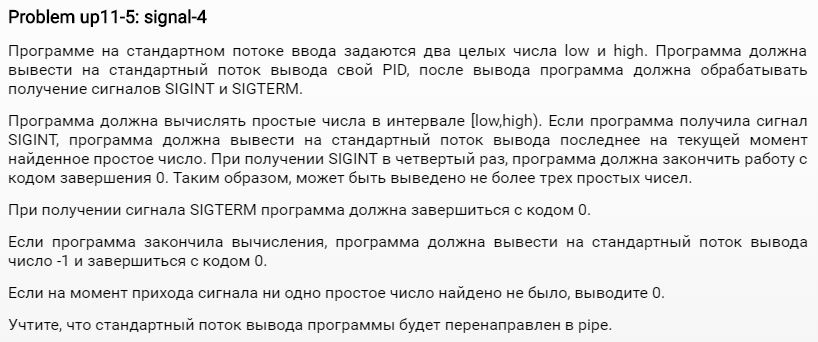 Problem up11-5: signal-4
Программе на стандартном потоке ввода задаются два целых числа low и high. Программа должна
вывести на стандартный поток вывода свой PID, после вывода программа должна обрабатывать
получение сигналов SIGINT и SIGTERM.
Программа должна вычислять простые числа в интервале [low,high). Если программа получила сигнал
SIGINT, программа должна вывести на стандартный поток вывода последнее на текущей момент
найденное простое число. При получении SIGINT в четвертый раз, программа должна закончить работу с
кодом завершения 0. Таким образом, может быть выведено не более трех простых чисел.
При получении сигнала SIGTERM программа должна завершиться с кодом 0.
Если программа закончила вычисления, программа должна вывести на стандартный поток вывода
число -1 и завершиться с кодом 0.
Если на момент прихода сигнала ни одно простое число найдено не было, выводите 0.
Учтите, что стандартный поток вывода программы будет перенаправлен в pipe.